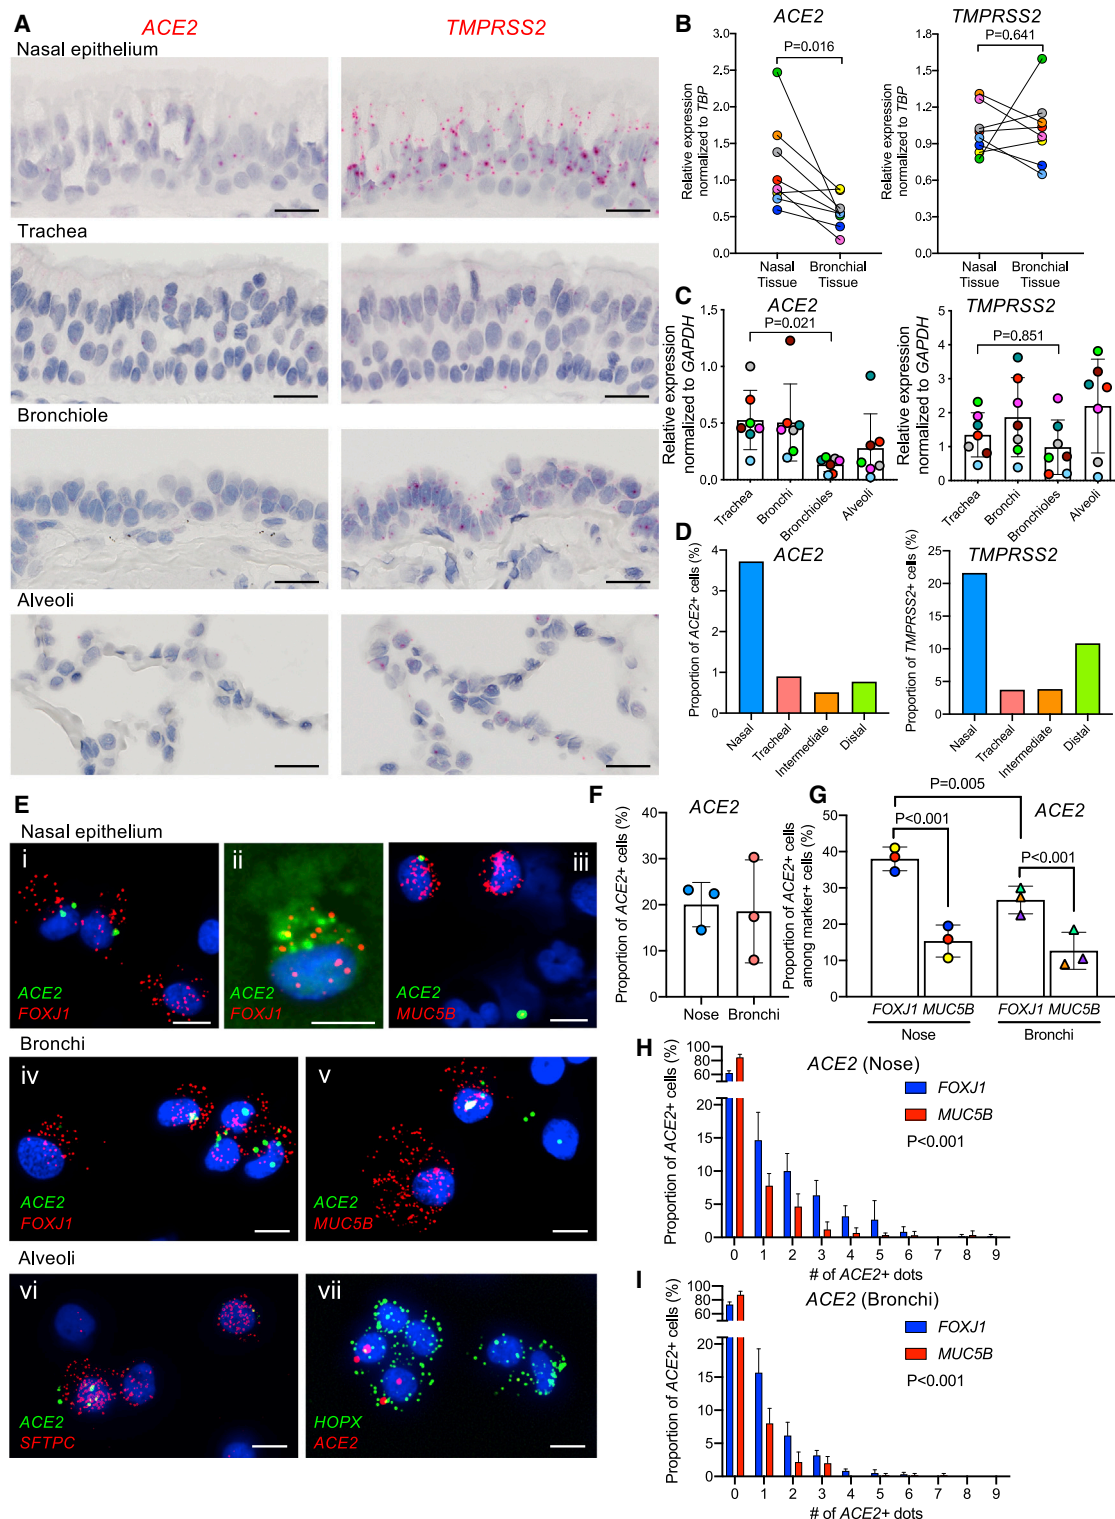 A
ACE2
TMPRSS2
Nasal epithelium
Trachea
Bronchiole
Alveoli
B
ACE2
P=0.016
Relative expression
normalized to TBP
3.0
2.5
2.0
1.5
1.0
0.5
0.0
Nasal Tissue
Bronchial Tissue
TMPRSS2
P=0.641
Relative expression
normalized to TBP
1.8
1.5
1.2
0.9
0.6
0.3
0.0
Nasal Tissue
Bronchial Tissue
C
ACE2
P=0.021
Relative expression
normalized to GAPDH
1.5
1.0
0.5
0.0
Trachea
Bronchi
Bronchioles
Alveoli
TMPRSS2
P=0.851
Relative expression
normalized to GAPDH
5
4
3
2
1
0
Trachea
Bronchi
Bronchioles
Alveoli
D
ACE2
Proportion of ACE2+ cells (%)
4
3
2
1
0
Nasal
Tracheal
Intermediate
Distal
TMPRSS2
Proportion of TMPRSS2+ cells (%)
25
20
15
10
5
0
Nasal
Tracheal
Intermediate
Distal
E
Nasal epithelium
i
ACE2
FOXJ1
ii
ACE2
FOXJ1
iii
ACE2
MUC5B
Bronchi
iv
ACE2
FOXJ1
v
ACE2
MUC5B
Alveoli
vi
ACE2
SFTPC
vii
HOPX
ACE2
F
ACE2
Proportion of ACE2+ cells (%)
40
30
20
10
0
Nose
Bronchi
G
P=0.005
ACE2
P<0.001
P<0.001
Proportion of ACE2+ cells
among marker+ cells (%)
50
40
30
20
10
0
FOXJ1 MUC5B
FOXJ1 MUC5B
Nose
Bronchi
H
ACE2 (Nose)
FOXJ1
MUC5B
P<0.001
Proportion of ACE2+ cells (%)
100
80
60
20
15
10
5
0
0 1 2 3 4 5 6 7 8 9
# of ACE2+ dots
I
ACE2 (Bronchi)
FOXJ1
MUC5B
P<0.001
Proportion of ACE2+ cells (%)
100
80
60
20
15
10
5
0
0 1 2 3 4 5 6 7 8 9
# of ACE2+ dots